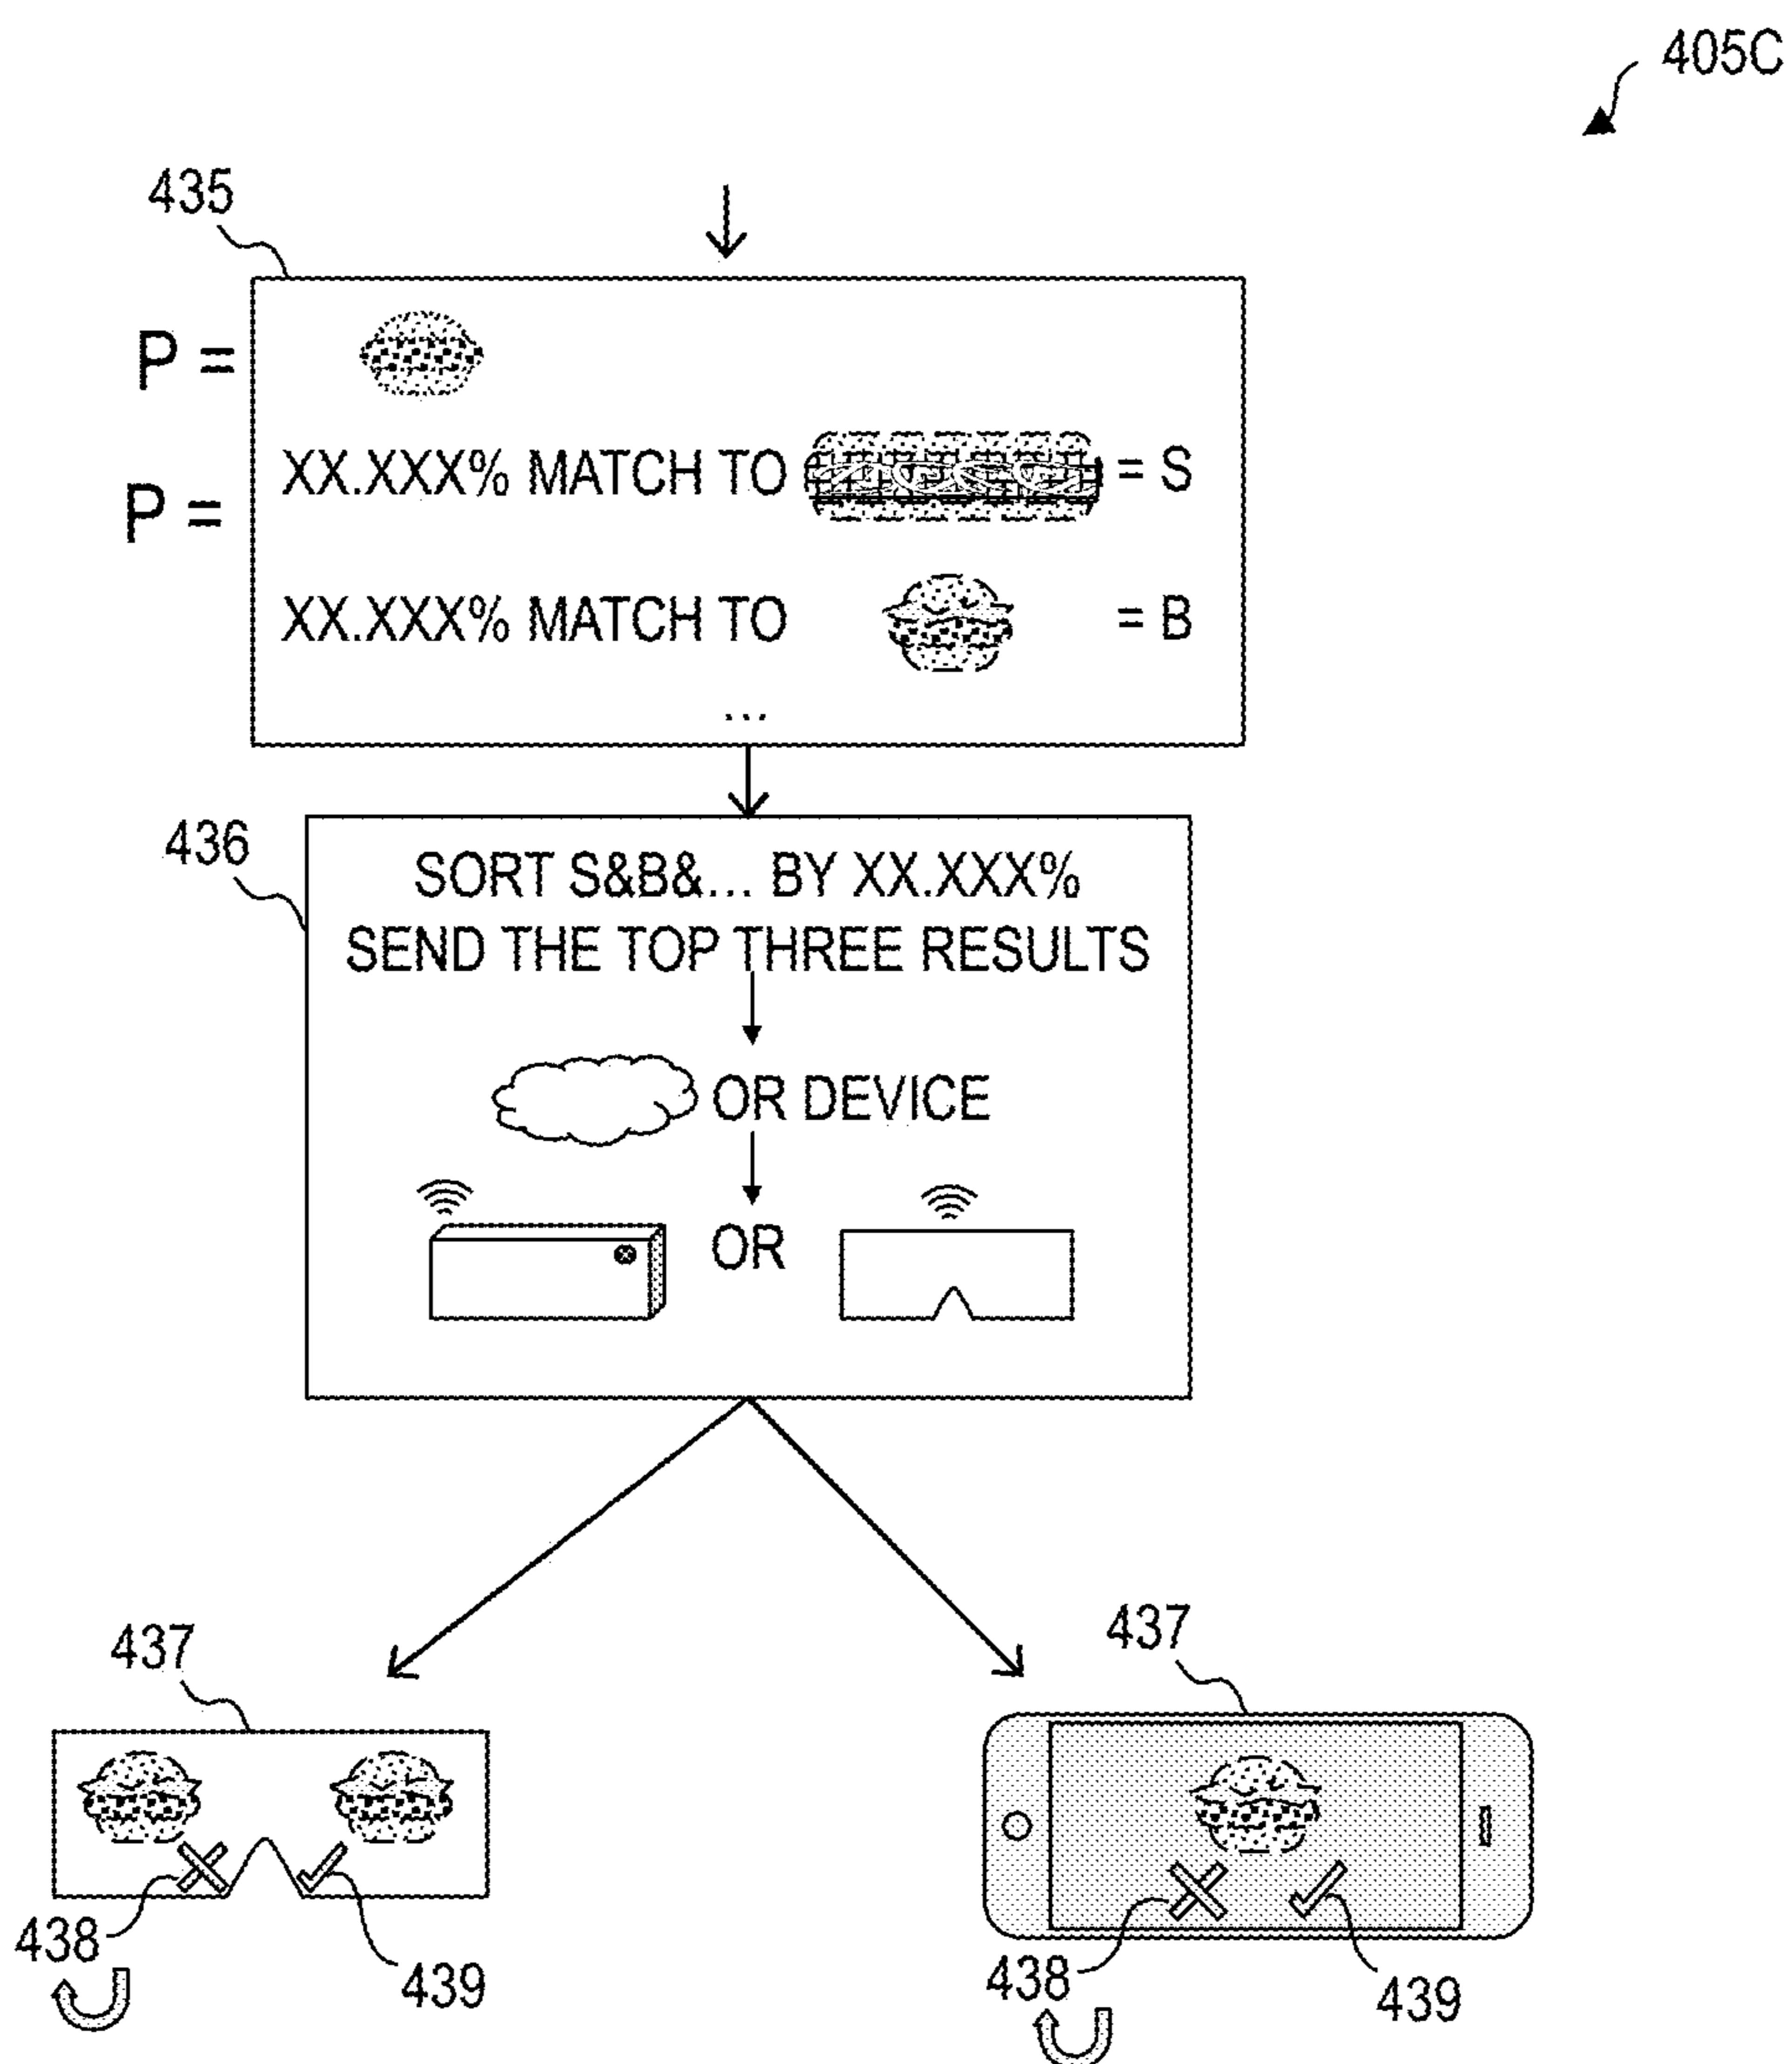 405C
435
P =
XX.XXX% MATCH TO = S
P =
XX.XXX% MATCH TO = B
...
436
SORT S&B&... BY XX.XXX%
SEND THE TOP THREE RESULTS
OR DEVICE
OR
437
437
438
439
438
439